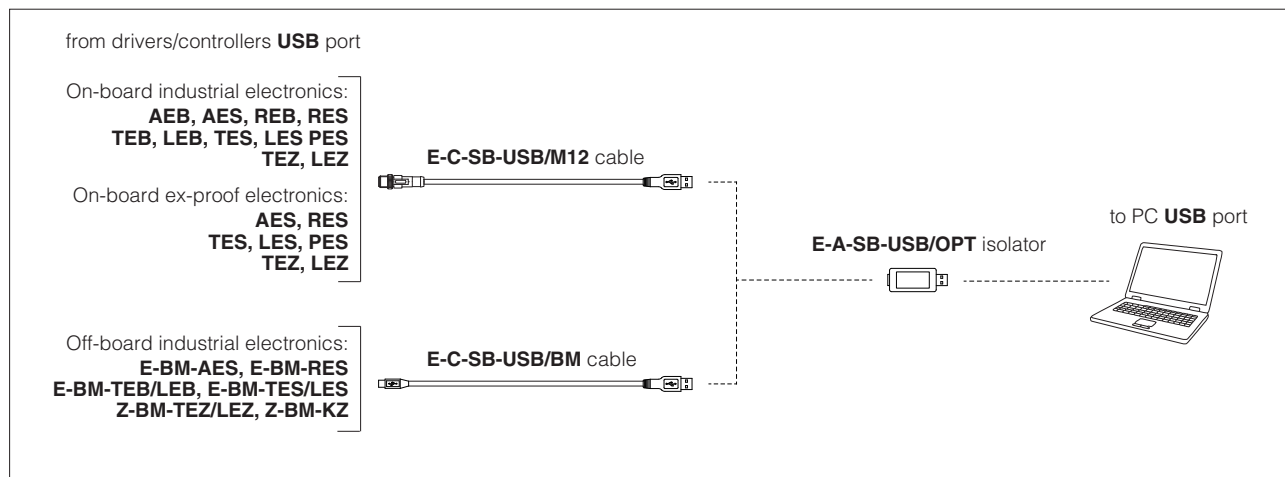 from drivers/controllers USB port
On-board industrial electronics:
AEB, AES, REB, RES
TEB, LEB, TES, LES PES
TEZ, LEZ
On-board ex-proof electronics:
AES, RES
TES, LES, PES
TEZ, LEZ
E-C-SB-USB/M12 cable
Off-board industrial electronics:
E-BM-AES, E-BM-RES
E-BM-TEB/LEB, E-BM-TES/LES
Z-BM-TEZ/LEZ, Z-BM-KZ
E-C-SB-USB/BM cable
E-A-SB-USB/OPT isolator
to PC USB port